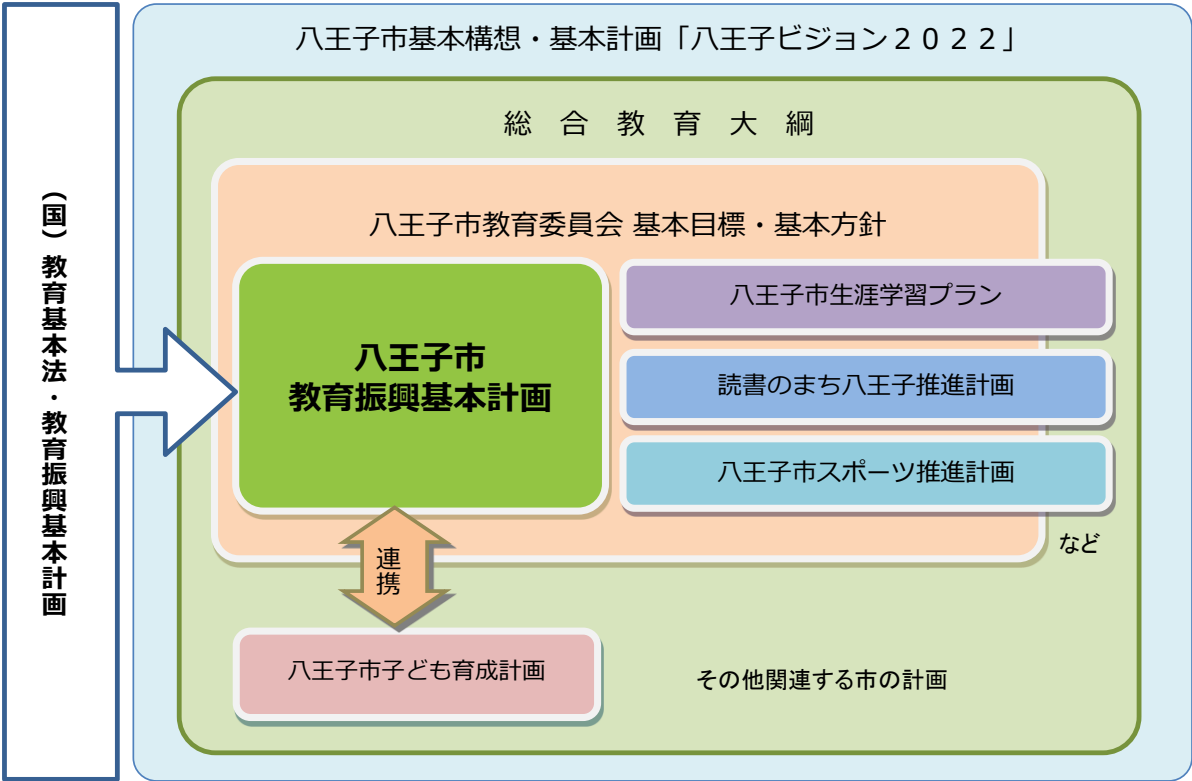 八王子市基本構想・基本計画「八王子ビジョン２０２２」
総合教育大綱
(国)教育基本法・教育振興基本計画
八王子市教育委員会 基本目標・基本方針
八王子市
教育振興基本計画
八王子市生涯学習プラン
読書のまち八王子推進計画
八王子市スポーツ推進計画
など
連携
八王子市子ども育成計画
その他関連する市の計画